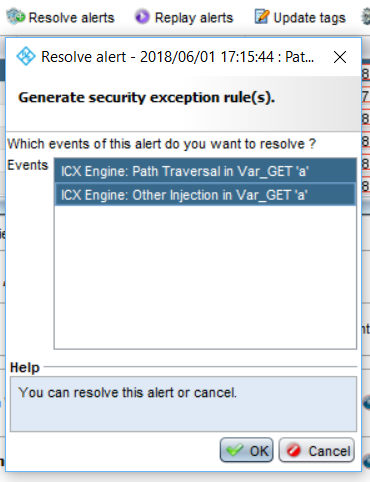 Resolve alerts Replay alerts Update tags
Resolve alert - 2018/06/01 17:15:44 : Pat...
Generate security exception rule(s).
Which events of this alert do you want to resolve ?
Events
ICX Engine: Path Traversal in Var_GET 'a'
ICX Engine: Other Injection in Var_GET 'a'
Help
You can resolve this alert or cancel.
OK Cancel